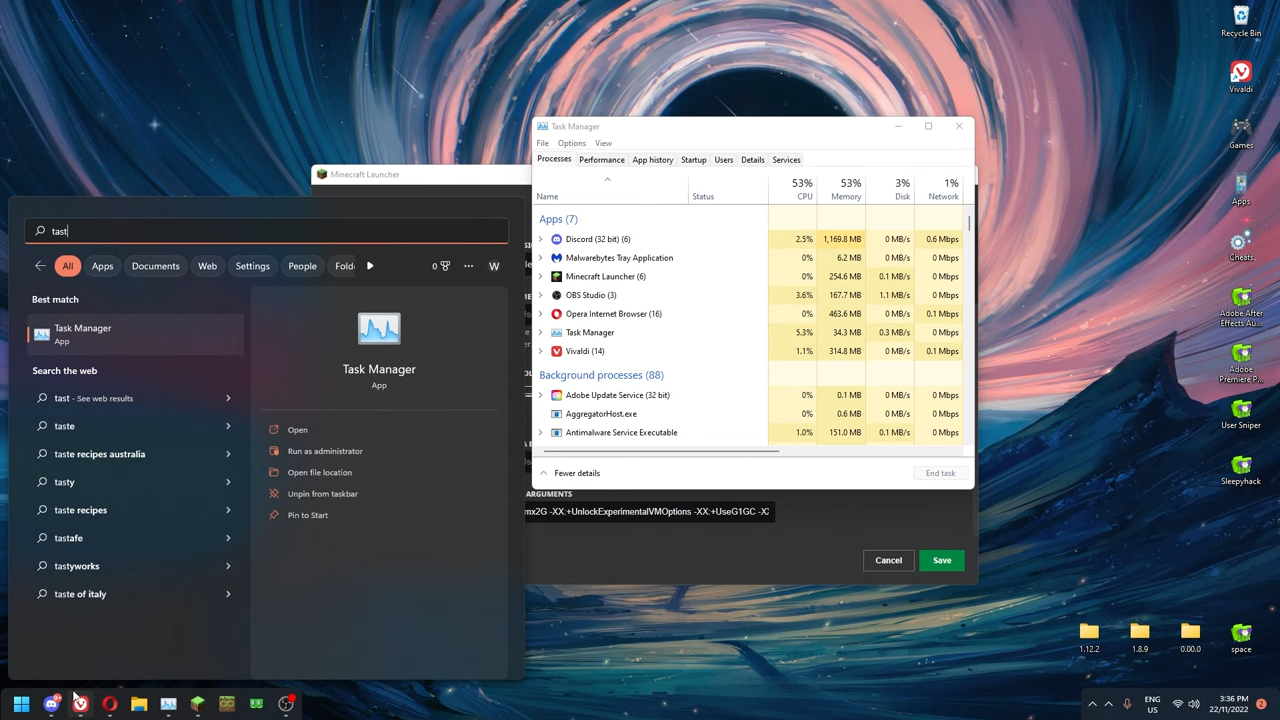 Recycle Bin
Vivaldi
Games
Apps
Cheats
Adobe After
Effects Au...
Adobe
Premiere P...
User Sniper
Sleepyhack
1.12.2
1.8.9
0.00.0
space
Minecraft Launcher
ARGUMENTS
mx2G -XX:+UnlockExperimentalVMOptions -XX:+UseG1GC -X
Cancel
Save
Task Manager
File Options View
Processes Performance App history Startup Users Details Services
53% 53% 3% 1%
Name Status CPU Memory Disk Network
Apps (7)
Discord (32 bit) (6) 2.5% 1,169.8 MB 0 MB/s 0.6 Mbps
Malwarebytes Tray Application 0% 6.2 MB 0 MB/s 0 Mbps
Minecraft Launcher (6) 0% 254.6 MB 0.1 MB/s 0 Mbps
OBS Studio (3) 3.6% 167.7 MB 1.1 MB/s 0 Mbps
Opera Internet Browser (16) 0% 463.6 MB 0 MB/s 0.1 Mbps
Task Manager 5.3% 34.3 MB 0.3 MB/s 0 Mbps
Vivaldi (14) 1.1% 314.8 MB 0 MB/s 0.1 Mbps
Background processes (88)
Adobe Update Service (32 bit) 0% 0.1 MB 0 MB/s 0 Mbps
AggregatorHost.exe 0% 0.6 MB 0 MB/s 0 Mbps
Antimalware Service Executable 1.0% 151.0 MB 0.1 MB/s 0 Mbps
Fewer details
End task
tast
All Apps Documents Web Settings People Fold 0 W
Best match
Task Manager
App
Search the web
tast - See web results
taste
taste recipes australia
tasty
taste recipes
tastafe
tastyworks
taste of italy
Task Manager
App
Open
Run as administrator
Open file location
Unpin from taskbar
Pin to Start
ENG
US
3:36 PM
22/11/2022
2